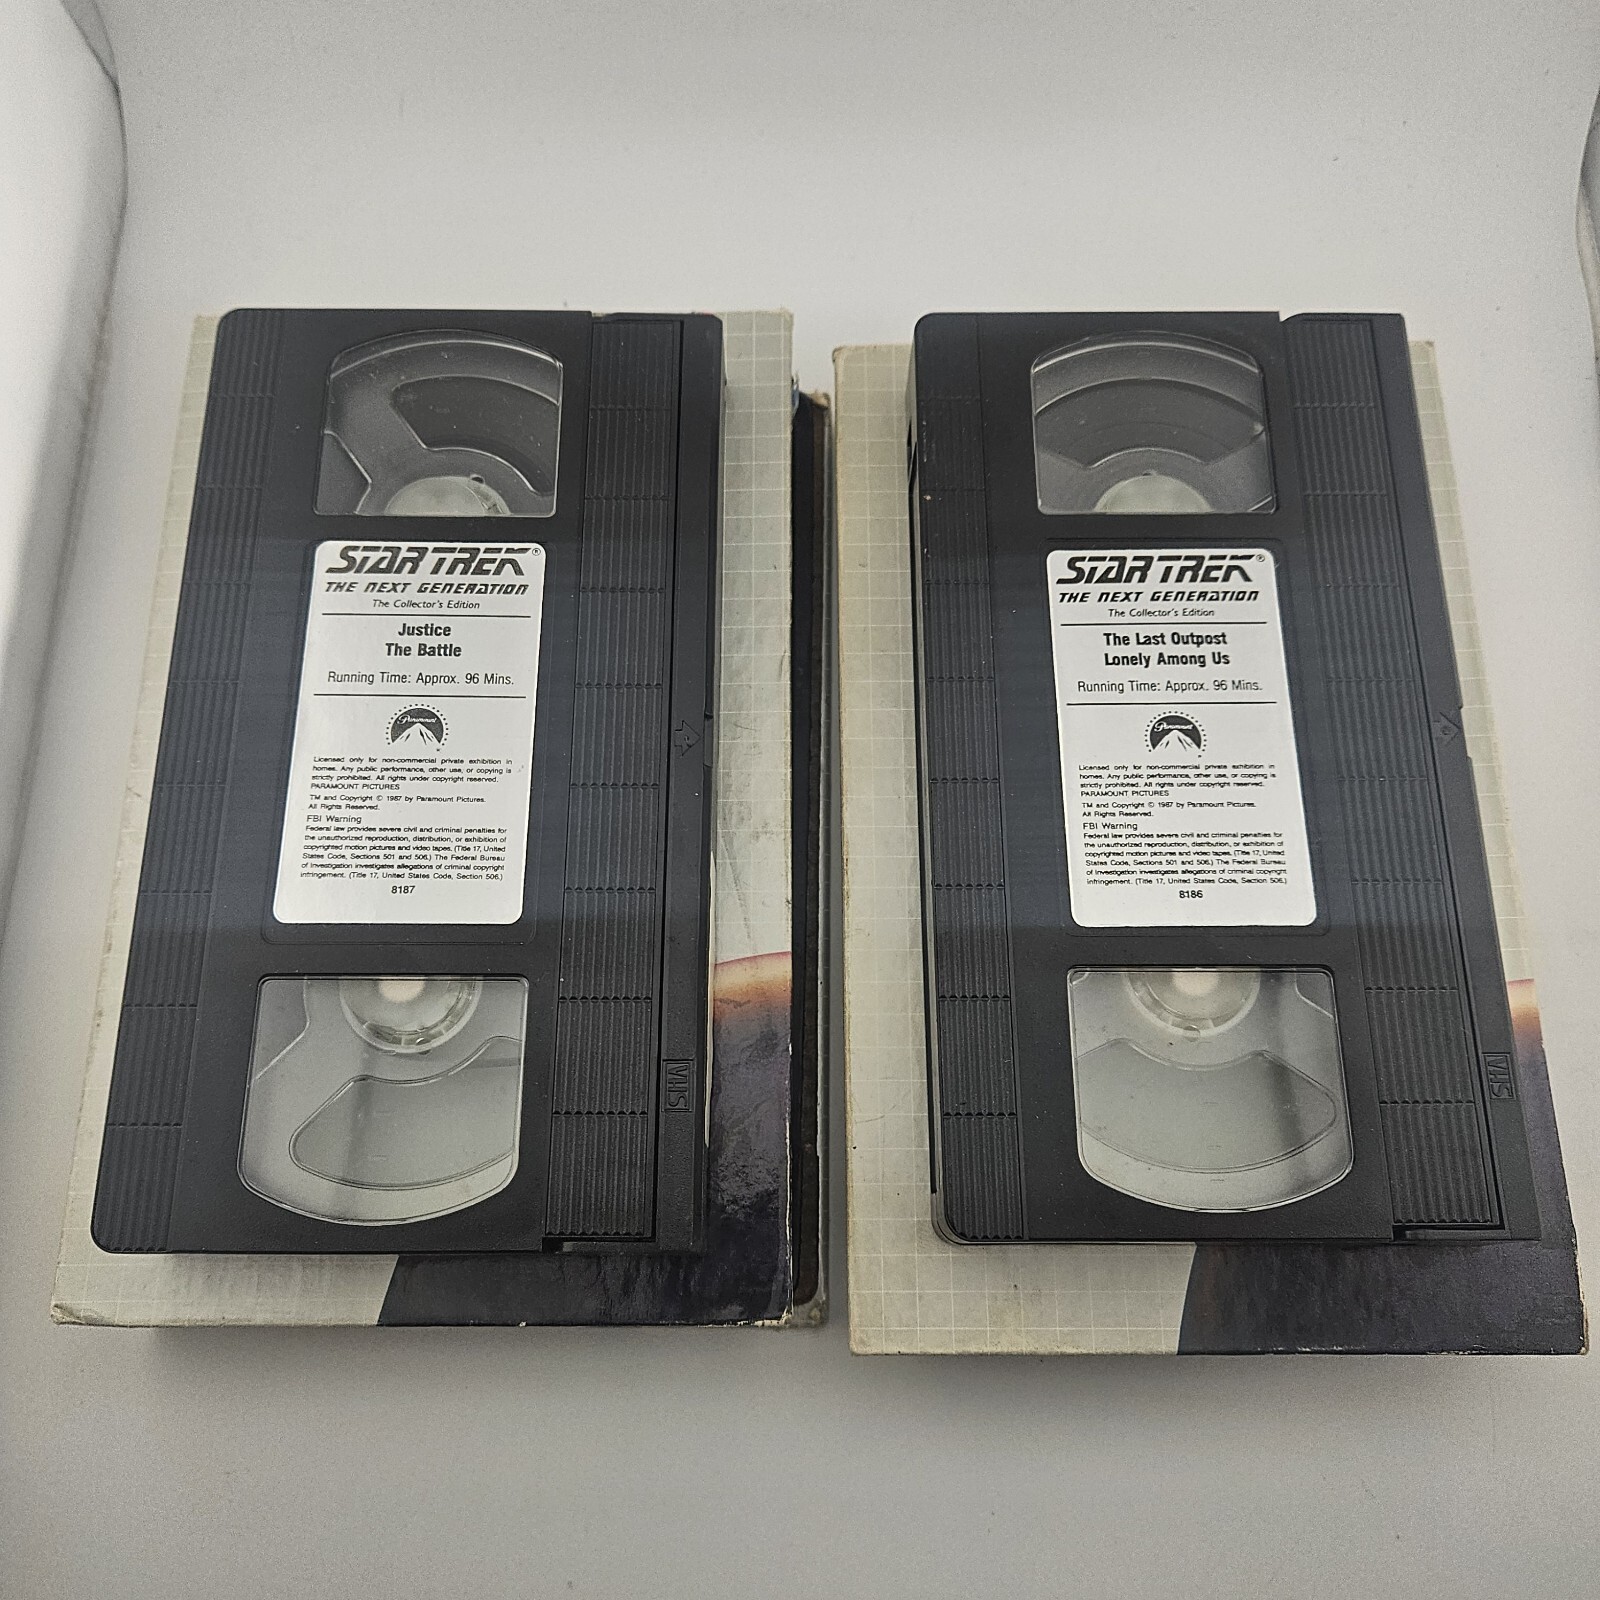 STAR TREK®
THE NEXT GENERATION
The Collector's Edition
Justice
The Battle
Running Time: Approx. 96 Mins.
Paramount
Licensed only for non-commercial private exhibition in
homes. Any public performance, other use, or copying is
strictly prohibited. All rights under copyright reserved.
PARAMOUNT PICTURES
TM and Copyright © 1987 by Paramount Pictures.
All Rights Reserved.
FBI Warning
Federal law provides severe civil and criminal penalties for
the unauthorized reproduction, distribution, or exhibition of
copyrighted motion pictures and video tapes. (Title 17, United
States Code, Sections 501 and 506.) The Federal Bureau
of Investigation investigates allegations of criminal copyright
infringement. (Title 17, United States Code, Section 506.)
8187
VHS
STAR TREK®
THE NEXT GENERATION
The Collector's Edition
The Last Outpost
Lonely Among Us
Running Time: Approx. 96 Mins.
Paramount
Licensed only for non-commercial private exhibition in
homes. Any public performance, other use, or copying is
strictly prohibited. All rights under copyright reserved.
PARAMOUNT PICTURES
TM and Copyright © 1987 by Paramount Pictures.
All Rights Reserved.
FBI Warning
Federal law provides severe civil and criminal penalties for
the unauthorized reproduction, distribution, or exhibition of
copyrighted motion pictures and video tapes. (Title 17, United
States Code, Sections 501 and 506.) The Federal Bureau
of Investigation investigates allegations of criminal copyright
infringement. (Title 17, United States Code, Section 506.)
8186
VHS